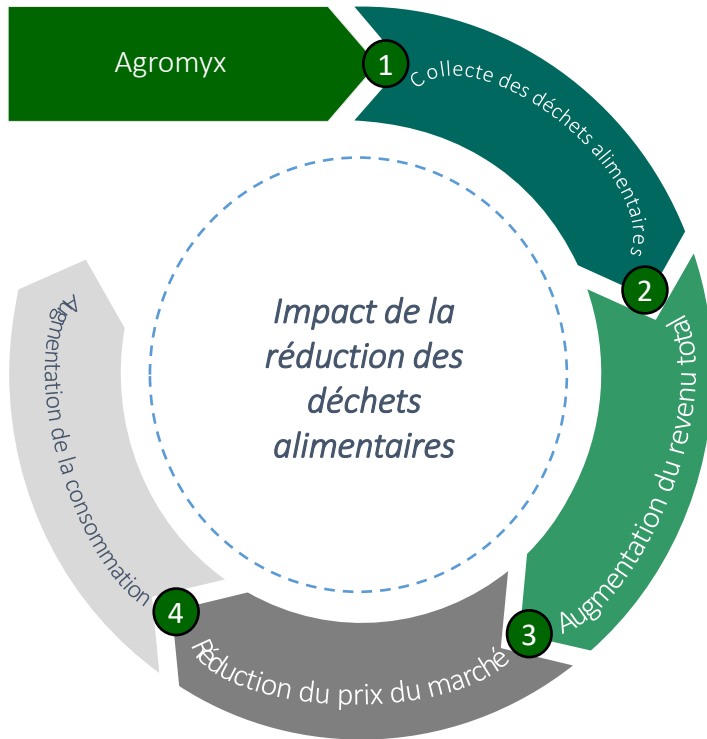 Agromyx
1
Collecte des déchets alimentaires
2
Augmentation du revenu total
3
Réduction du prix du marché
4
Augmentation de la consommation
Impact de la
réduction des
déchets
alimentaires